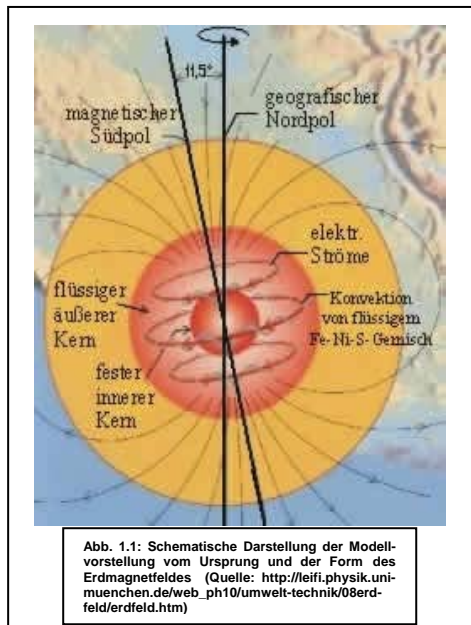 11,5°
magnetischer
Südpol
geografischer
Nordpol
elektr.
Ströme
flüssiger
äußerer
Kern
Konvektion
von flüssigem
Fe-Ni-S-Gemisch
fester
innerer
Kern
Abb. 1.1: Schematische Darstellung der Modell-
vorstellung vom Ursprung und der Form des
Erdmagnetfeldes (Quelle: http://leifi.physik.uni-
muenchen.de/web_ph10/umwelt-technik/08erd-
feld/erdfeld.htm)